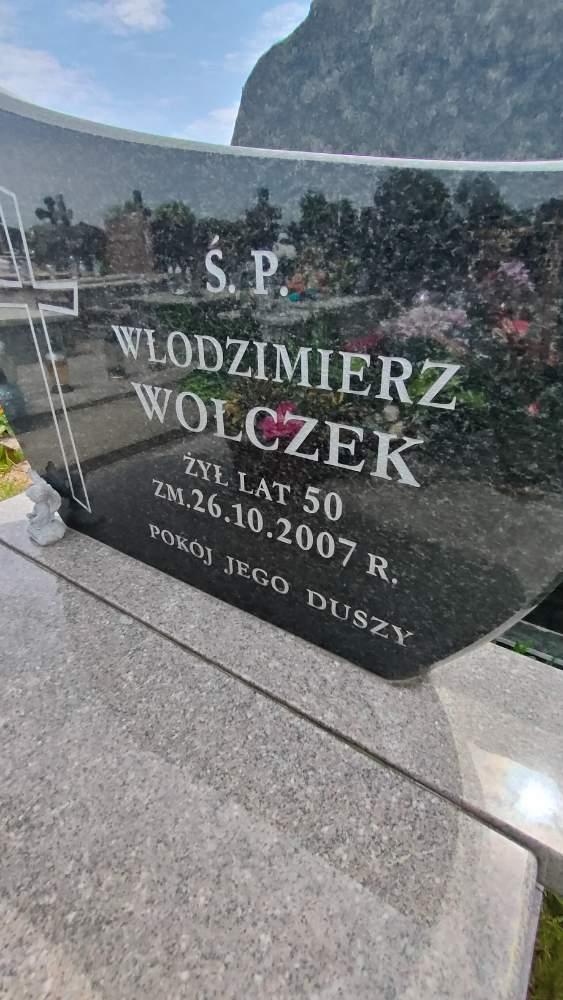 Ś. P.
WŁODZIMIERZ
WOLCZEK
ŻYŁ LAT 50
ZM.26.10.2007 R.
POKÓJ JEGO DUSZY